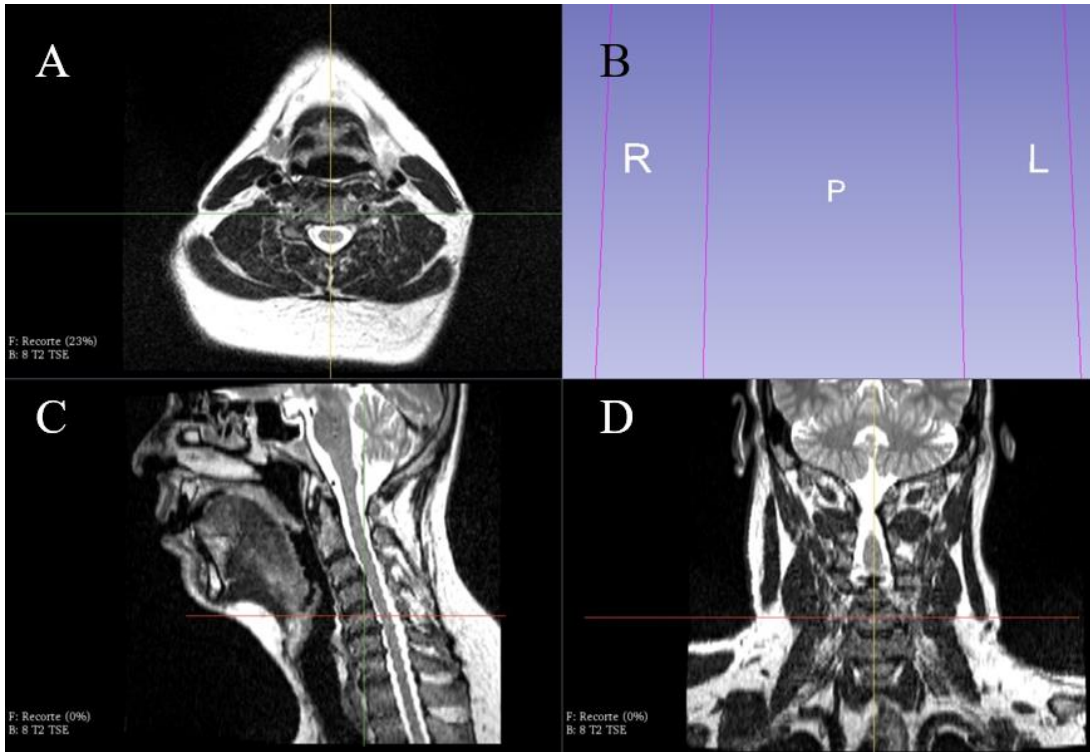 A
F: Recorte (23%)
B: 8 T2 TSE
B
R
P
L
C
F: Recorte (0%)
B: 8 T2 TSE
D
F: Recorte (0%)
B: 8 T2 TSE